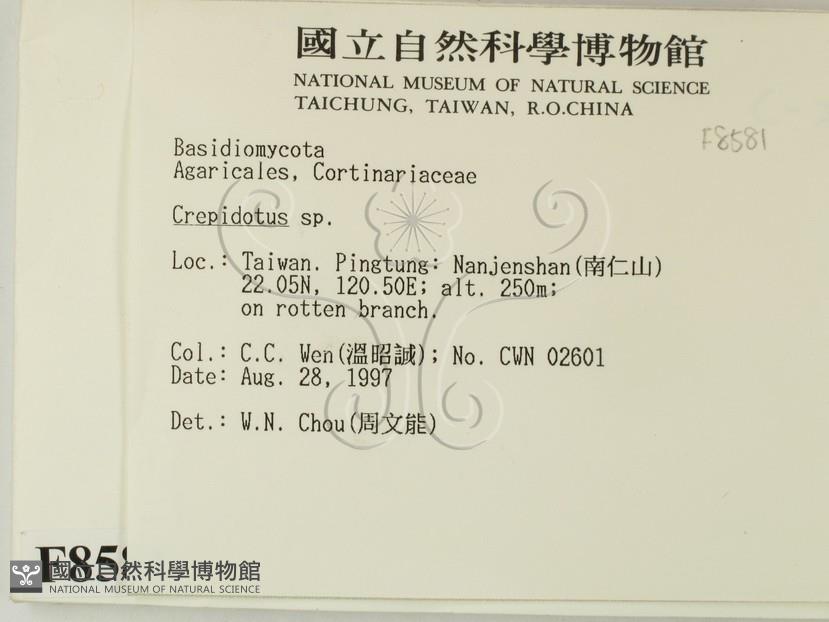 國立自然科學博物館
NATIONAL MUSEUM OF NATURAL SCIENCE
TAICHUNG, TAIWAN, R.O.CHINA
F8581
Basidiomycota
Agaricales, Cortinariaceae
Crepidotus sp.
Loc.: Taiwan. Pingtung: Nanjenshan(南仁山)
22.05N, 120.50E; alt. 250m;
on rotten branch.
Col.: C.C. Wen(溫昭誠); No. CWN 02601
Date: Aug. 28, 1997
Det.: W.N. Chou(周文能)
國立自然科學博物館
NATIONAL MUSEUM OF NATURAL SCIENCE